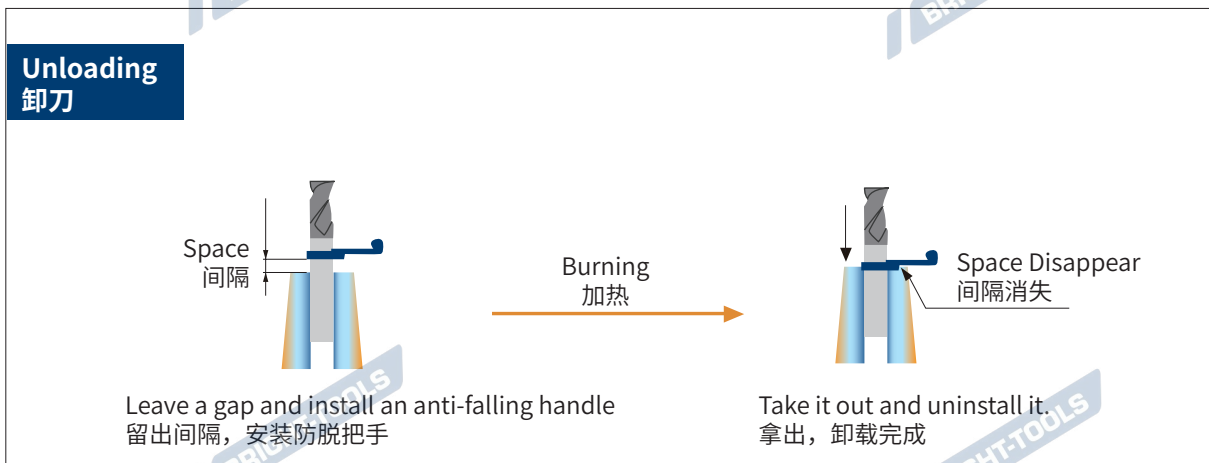 Unloading
卸刀
Space
间隔
Burning
加热
Space Disappear
间隔消失
Leave a gap and install an anti-falling handle
留出间隔，安装防脱把手
Take it out and uninstall it.
拿出，卸载完成
BRIGHT-TOOLS